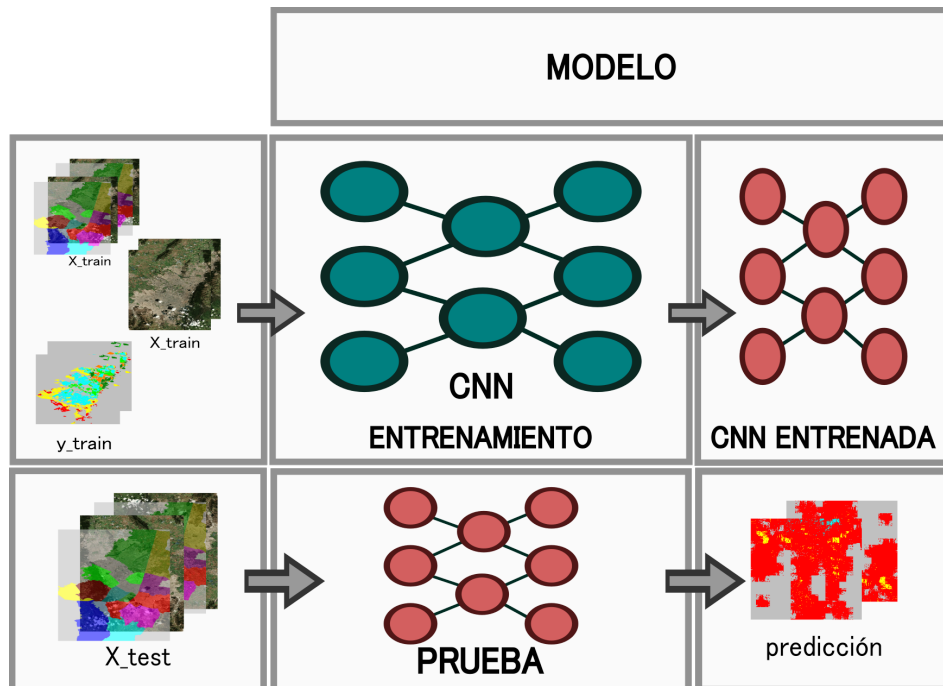 MODELO
X_train
X_train
y_train
CNN
ENTRENAMIENTO
CNN ENTRENADA
X_test
PRUEBA
predicción